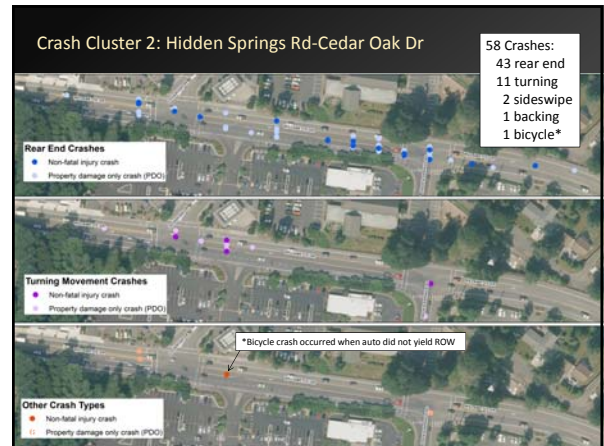 Crash Cluster 2: Hidden Springs Rd-Cedar Oak Dr
58 Crashes:
43 rear end
11 turning
2 sideswipe
1 backing
1 bicycle*
Rear End Crashes
Non-fatal injury crash
Property damage only crash (PDO)
Turning Movement Crashes
Non-fatal injury crash
Property damage only crash (PDO)
*Bicycle crash occurred when auto did not yield ROW
Other Crash Types
Non-fatal injury crash
Property damage only crash (PDO)